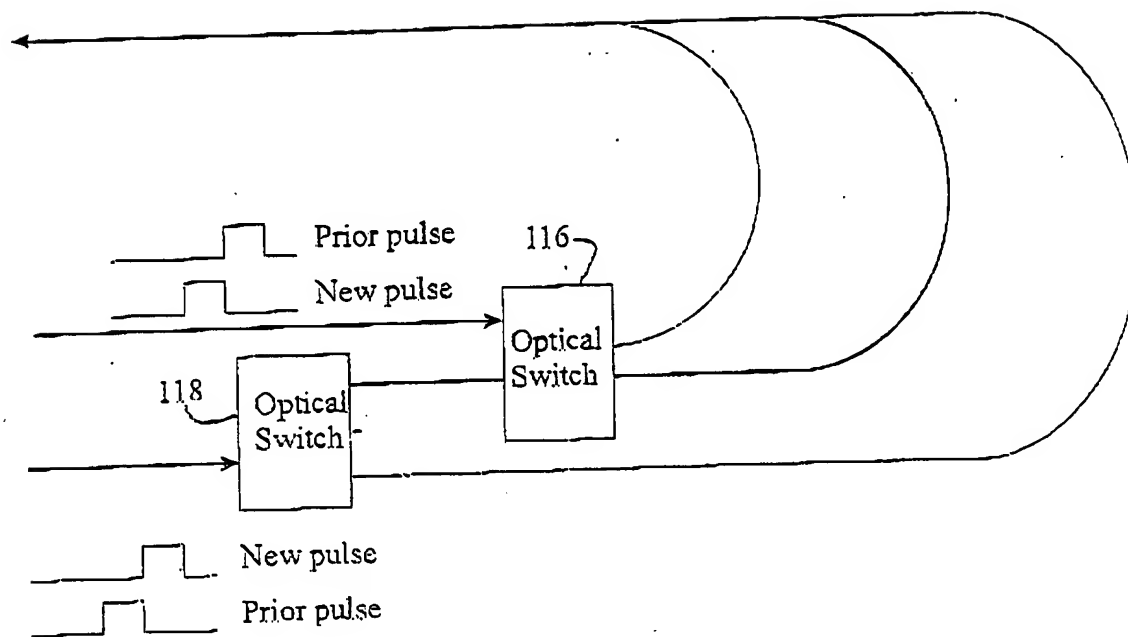 Prior pulse
116
New pulse
Optical
Switch
118
Optical
Switch
New pulse
Prior pulse